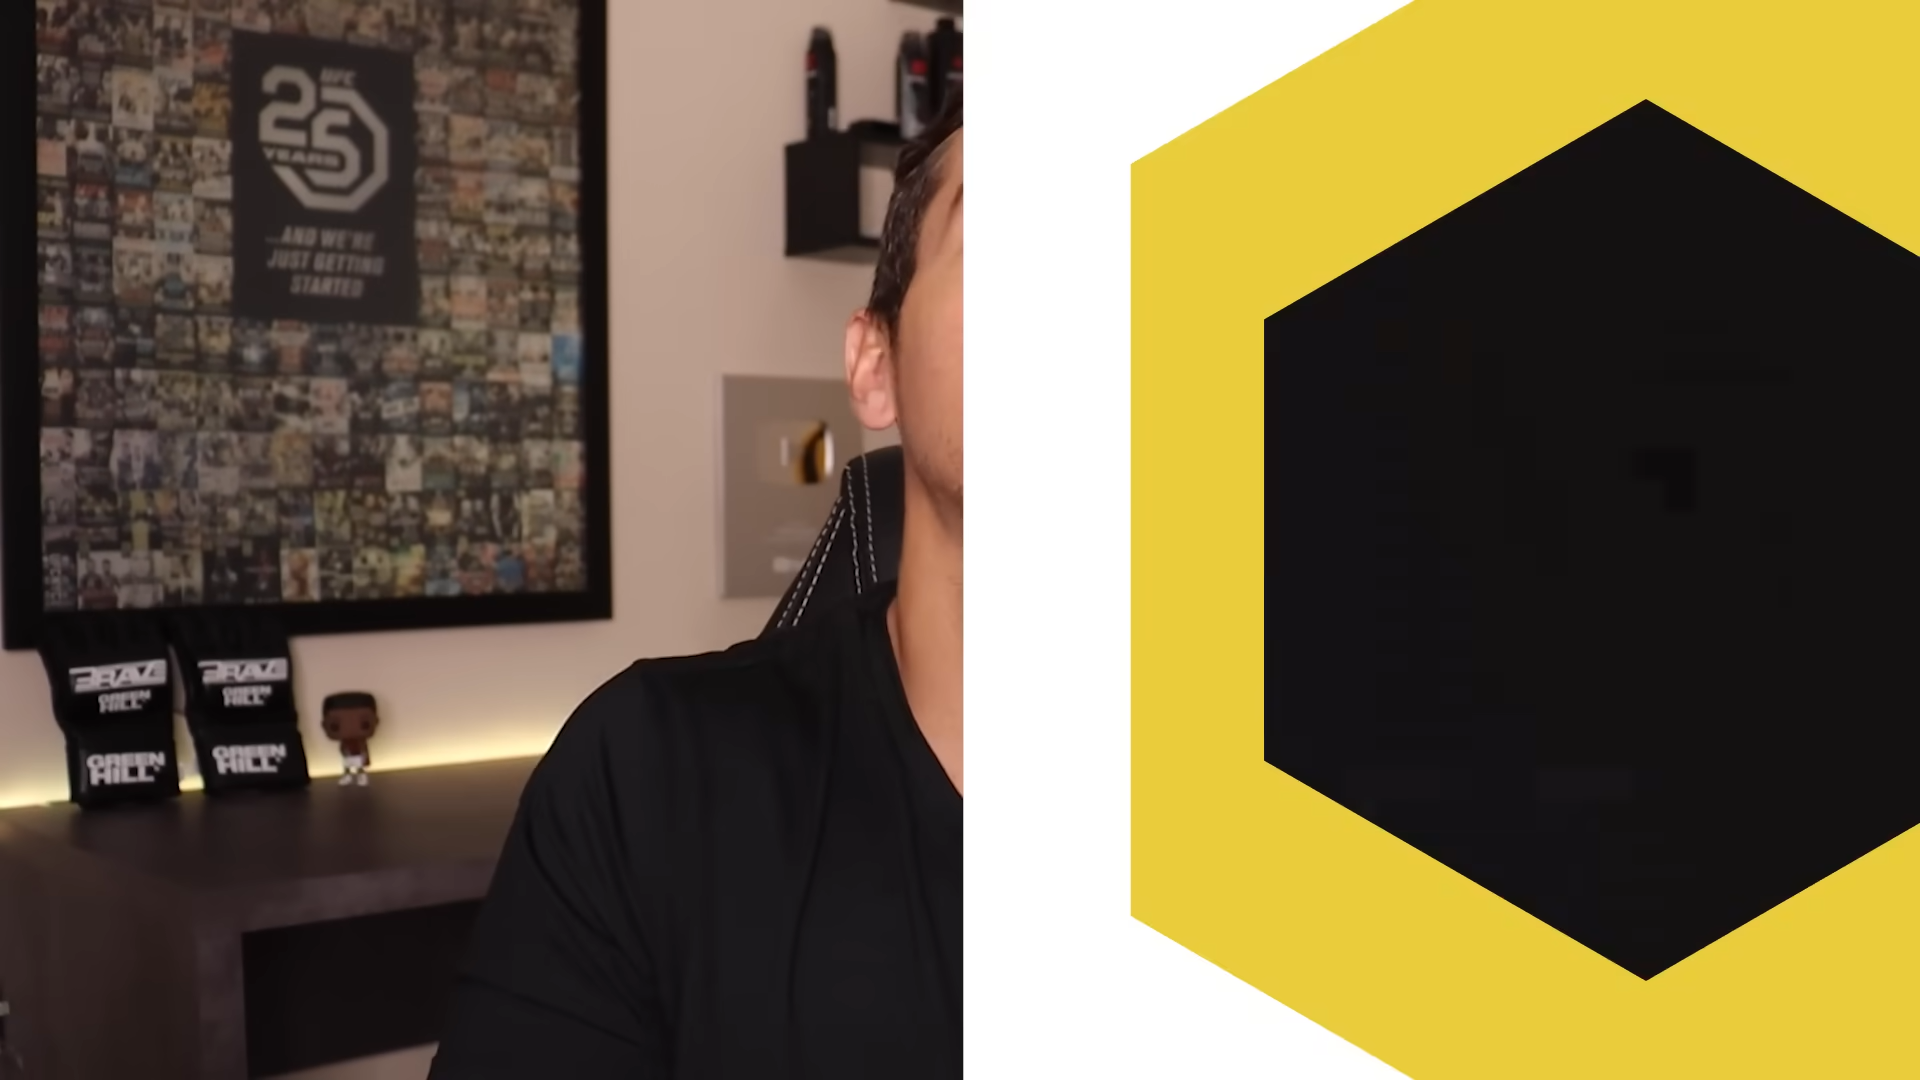 UFC
25
YEARS
...AND WE'RE
JUST GETTING
STARTED
BRAVE
GREEN
HILL
GREEN
HILL
BRAVE
GREEN
HILL
GREEN
HILL